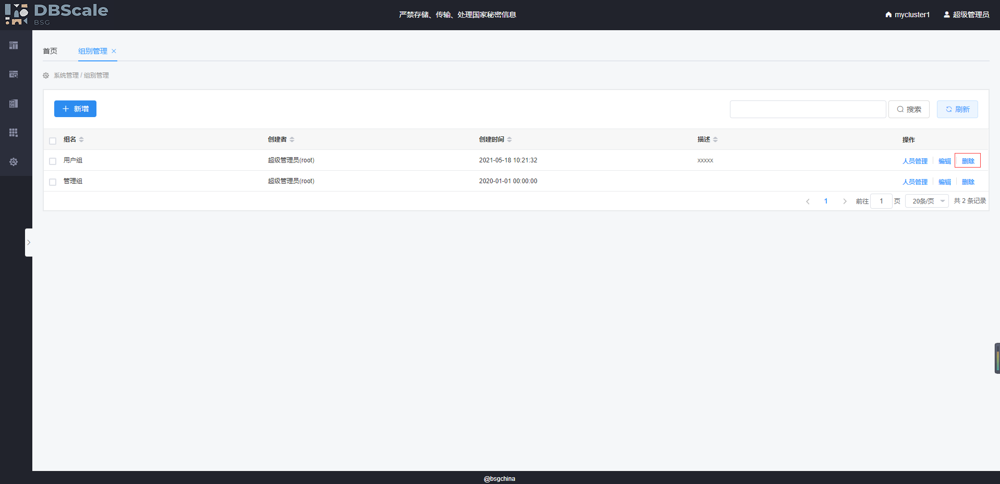 DBScale
BSG
严禁存储、传输、处理国家秘密信息
mycluster1
超级管理员
首页
组别管理
系统管理 / 组别管理
新增
搜索
刷新
组名 创建者 创建时间 描述 操作
用户组 超级管理员(root) 2021-05-18 10:21:32 xxxxx 人员管理 编辑 删除
管理组 超级管理员(root) 2020-01-01 00:00:00 人员管理 编辑 删除
1 前往 1 页 20条/页 共 2 条记录
@bsgchina